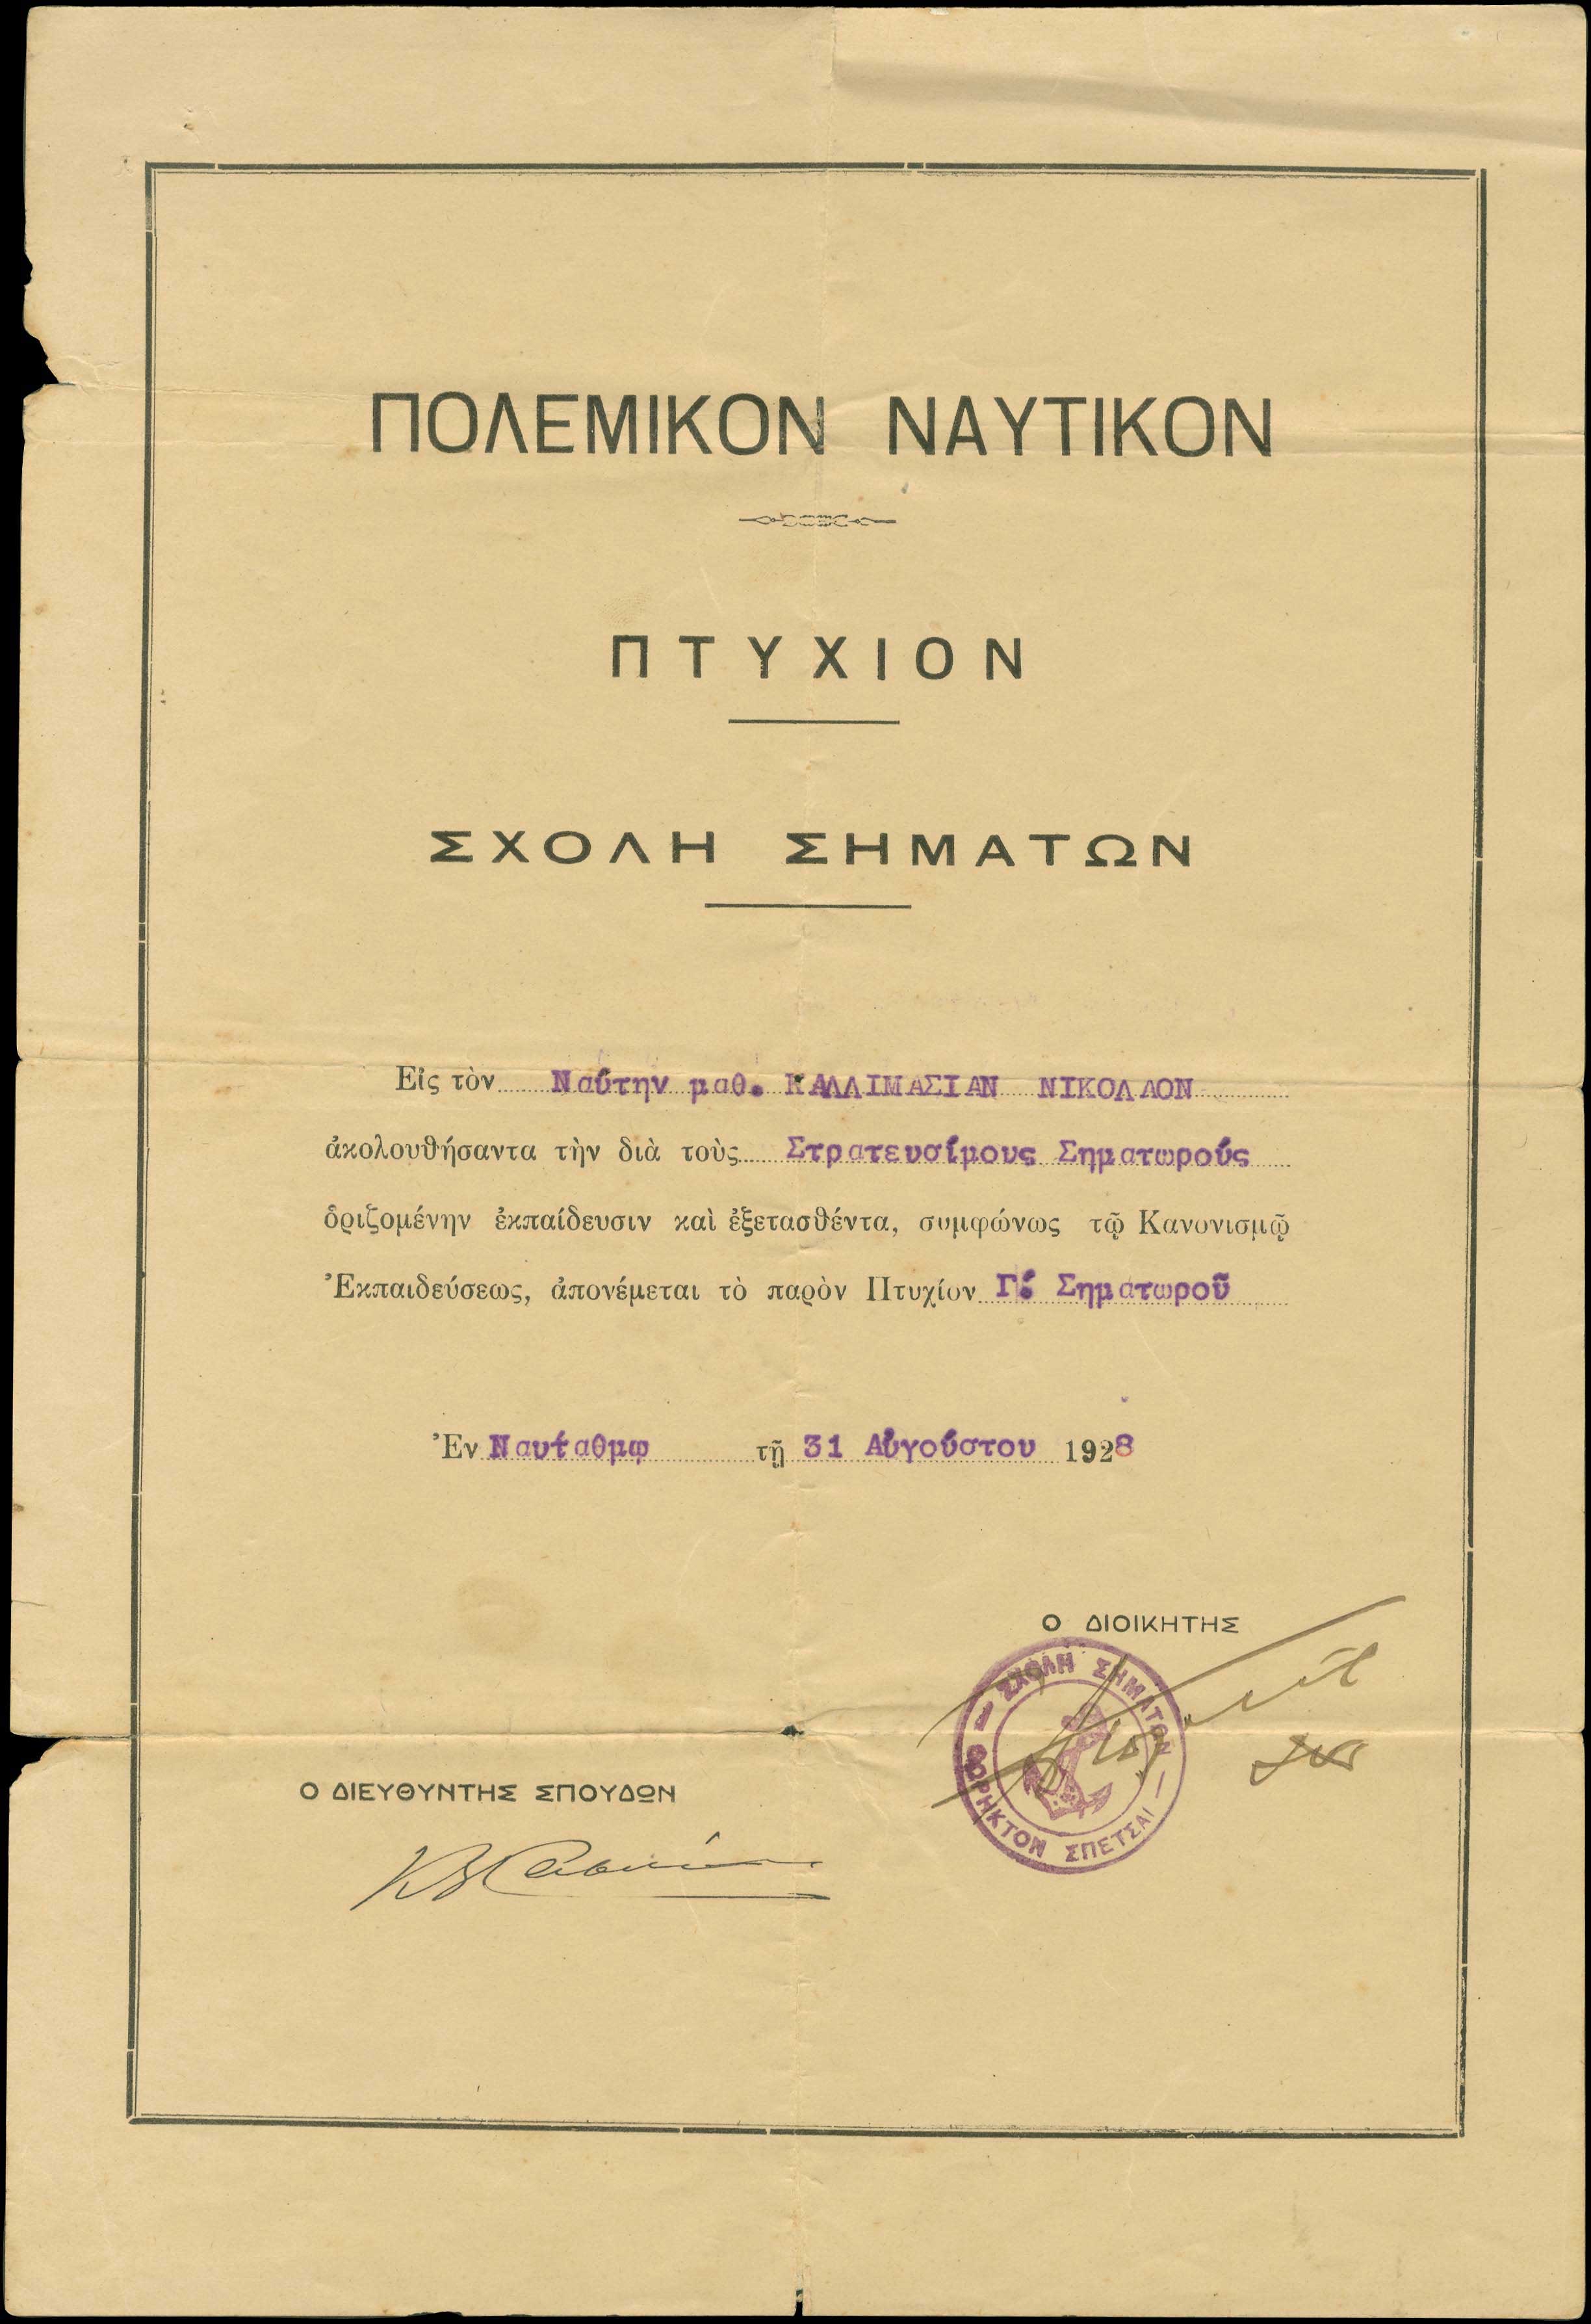 ΠΟΛΕΜΙΚΟΝ ΝΑΥΤΙΚΟΝ
ΠΤΥΧΙΟΝ
ΣΧΟΛΗ ΣΗΜΑΤΩΝ
Εἰς τὸν Ναύτην μαθ. ΚΑΛΛΙΜΑΣΙΑΝ ΝΙΚΟΛΑΟΝ
ἀκολουθήσαντα τὴν διὰ τοὺς Στρατευσίμους Σηματωρούς
ὁριζομένην ἐκπαίδευσιν καὶ ἐξετασθέντα, συμφώνως τῷ Κανονισμῷ
Ἐκπαιδεύσεως, ἀπονέμεται τὸ παρὸν Πτυχίον Γ΄. Σηματωροῦ
Ἐν Ναυτάθμῳ τῇ 31 Αὐγούστου 1928
Ο ΔΙΟΙΚΗΤΗΣ
ΣΧΟΛΗ ΣΗΜΑΤΩΝ
ΘΩΡΗΚΤΟΝ ΣΠΕΤΣΑΙ
Ο ΔΙΕΥΘΥΝΤΗΣ ΣΠΟΥΔΩΝ